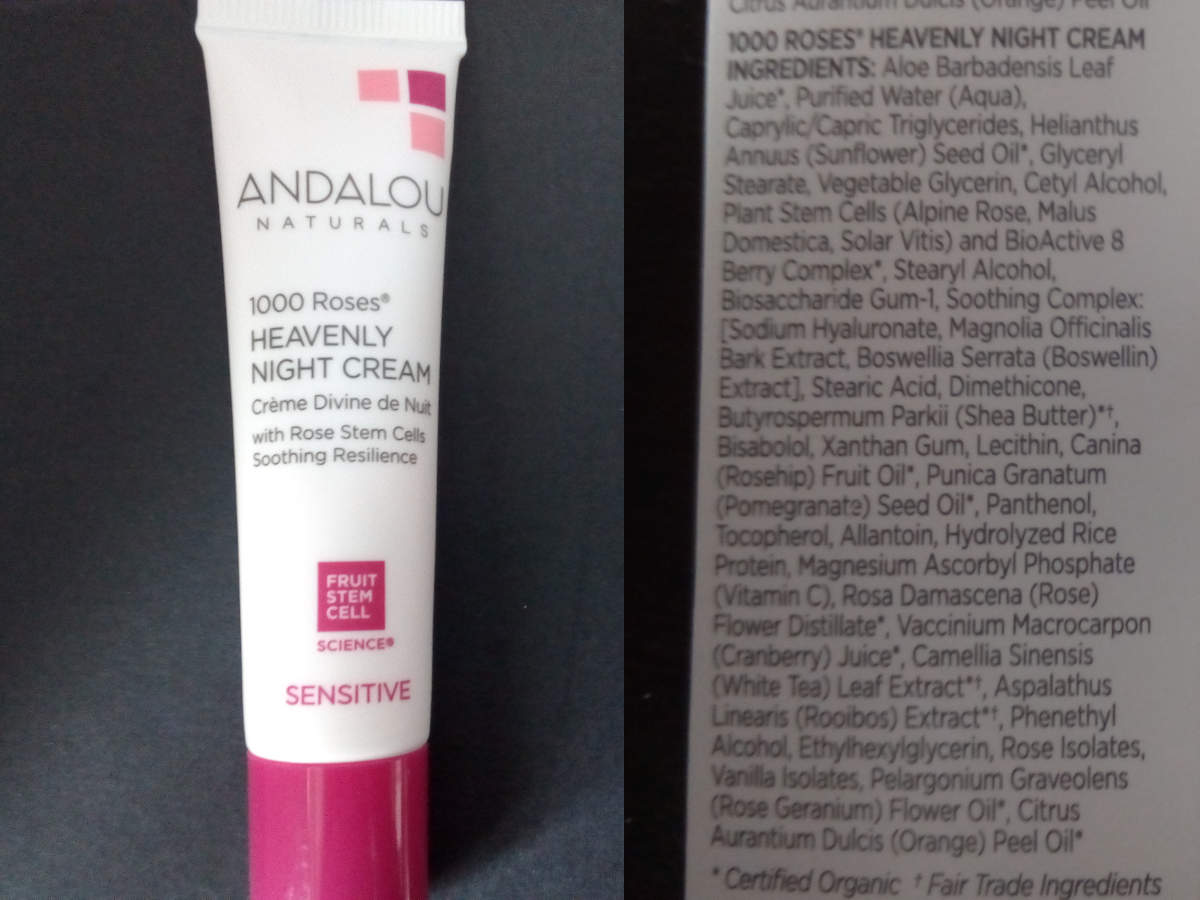 ANDALOU
NATURALS
1000 Roses®
HEAVENLY
NIGHT CREAM
Crème Divine de Nuit
with Rose Stem Cells
Soothing Resilience
FRUIT
STEM
CELL
SCIENCE®
SENSITIVE
Citrus Aurantium Dulcis (Orange) Peel Oil
1000 ROSES® HEAVENLY NIGHT CREAM
INGREDIENTS: Aloe Barbadensis Leaf
Juice*, Purified Water (Aqua),
Caprylic/Capric Triglycerides, Helianthus
Annuus (Sunflower) Seed Oil*, Glyceryl
Stearate, Vegetable Glycerin, Cetyl Alcohol,
Plant Stem Cells (Alpine Rose, Malus
Domestica, Solar Vitis) and BioActive 8
Berry Complex*, Stearyl Alcohol,
Biosaccharide Gum-1, Soothing Complex:
[Sodium Hyaluronate, Magnolia Officinalis
Bark Extract, Boswellia Serrata (Boswellin)
Extract], Stearic Acid, Dimethicone,
Butyrospermum Parkii (Shea Butter)*†,
Bisabolol, Xanthan Gum, Lecithin, Canina
(Rosehip) Fruit Oil*, Punica Granatum
(Pomegranate) Seed Oil*, Panthenol,
Tocopherol, Allantoin, Hydrolyzed Rice
Protein, Magnesium Ascorbyl Phosphate
(Vitamin C), Rosa Damascena (Rose)
Flower Distillate*, Vaccinium Macrocarpon
(Cranberry) Juice*, Camellia Sinensis
(White Tea) Leaf Extract*†, Aspalathus
Linearis (Rooibos) Extract*†, Phenethyl
Alcohol, Ethylhexylglycerin, Rose Isolates,
Vanilla Isolates, Pelargonium Graveolens
(Rose Geranium) Flower Oil*, Citrus
Aurantium Dulcis (Orange) Peel Oil*
* Certified Organic † Fair Trade Ingredients